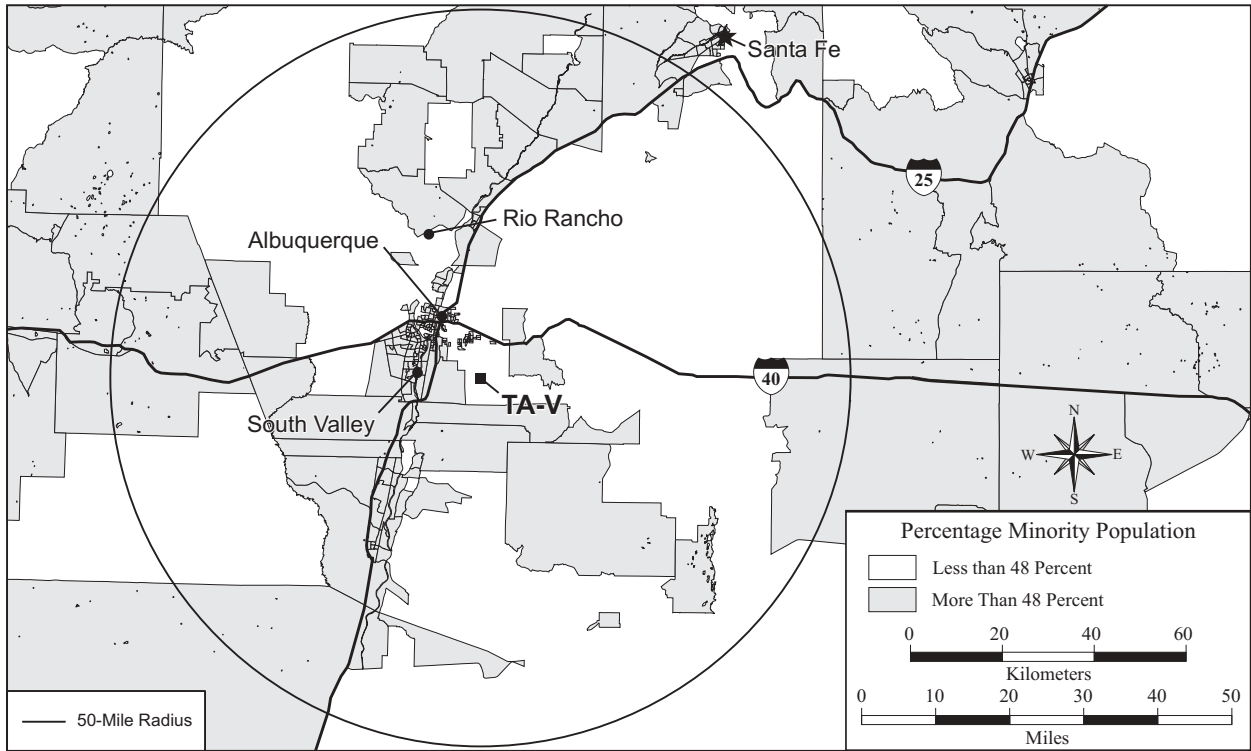 Santa Fe
25
Rio Rancho
Albuquerque
40
TA-V
South Valley
N
W
E
S
Percentage Minority Population
Less than 48 Percent
More Than 48 Percent
0 20 40 60
Kilometers
0 10 20 30 40 50
Miles
50-Mile Radius